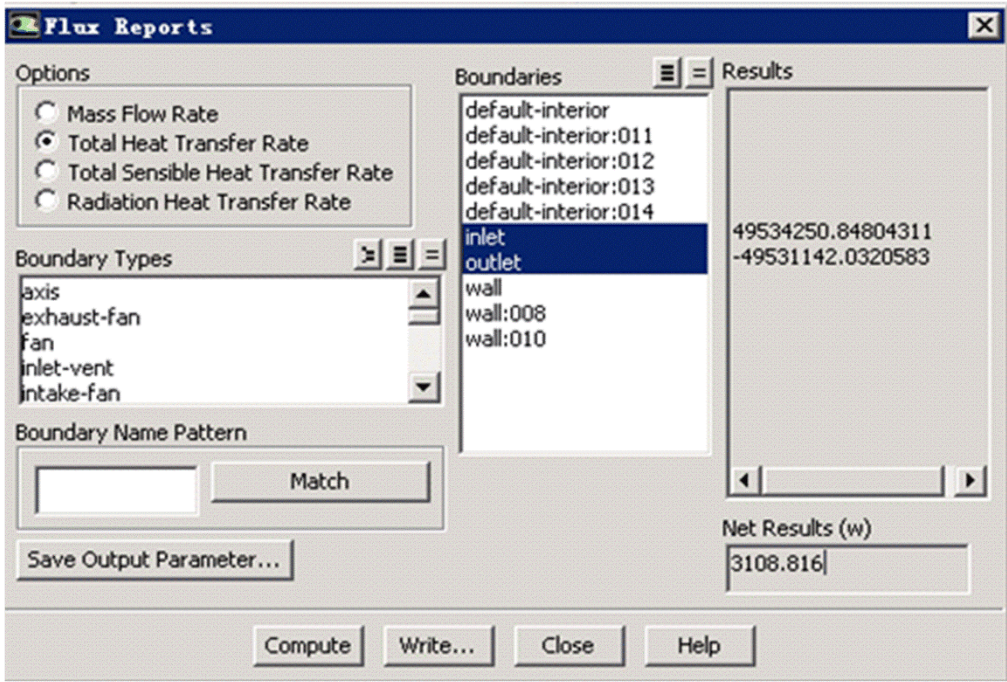 Flux Reports
Options
Mass Flow Rate
Total Heat Transfer Rate
Total Sensible Heat Transfer Rate
Radiation Heat Transfer Rate
Boundary Types
axis
exhaust-fan
fan
inlet-vent
intake-fan
Boundary Name Pattern
Match
Save Output Parameter...
Boundaries
default-interior
default-interior:011
default-interior:012
default-interior:013
default-interior:014
inlet
outlet
wall
wall:008
wall:010
Results
49534250.84804311
-49531142.0320583
Net Results (w)
3108.816
Compute
Write...
Close
Help